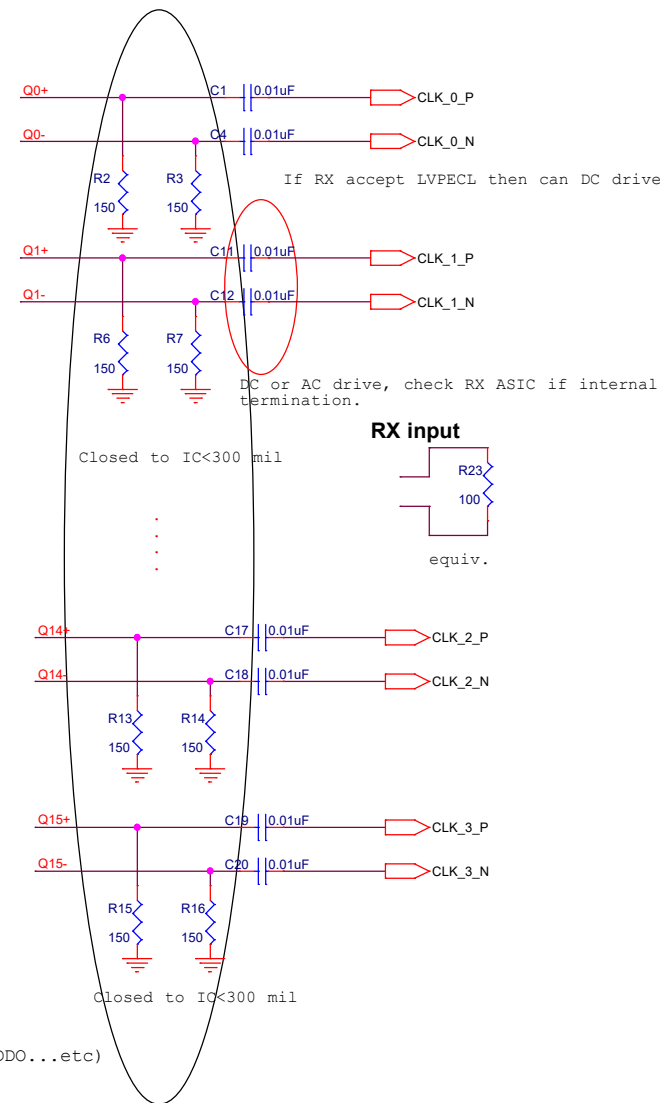 Q0+ C1 0.01uF CLK_0_P
Q0- C4 0.01uF CLK_0_N
R2 R3
150 150
If RX accept LVPECL then can DC drive
Q1+ C11 0.01uF CLK_1_P
Q1- C12 0.01uF CLK_1_N
R6 R7
150 150
DC or AC drive, check RX ASIC if internal
termination.
RX input
Closed to IC<300 mil
R23
100
equiv.
Q14+ C17 0.01uF CLK_2_P
Q14- C18 0.01uF CLK_2_N
R13 R14
150 150
Q15+ C19 0.01uF CLK_3_P
Q15- C20 0.01uF CLK_3_N
R15 R16
150 150
Closed to IC<300 mil
DDO...etc)